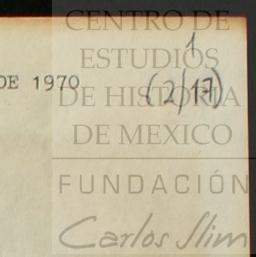 CENTRO DE
1
ESTUDIOS
DE 1970
DE HISTORIA
(2/17)
DE MEXICO
FUNDACIÓN
Carlos Slim